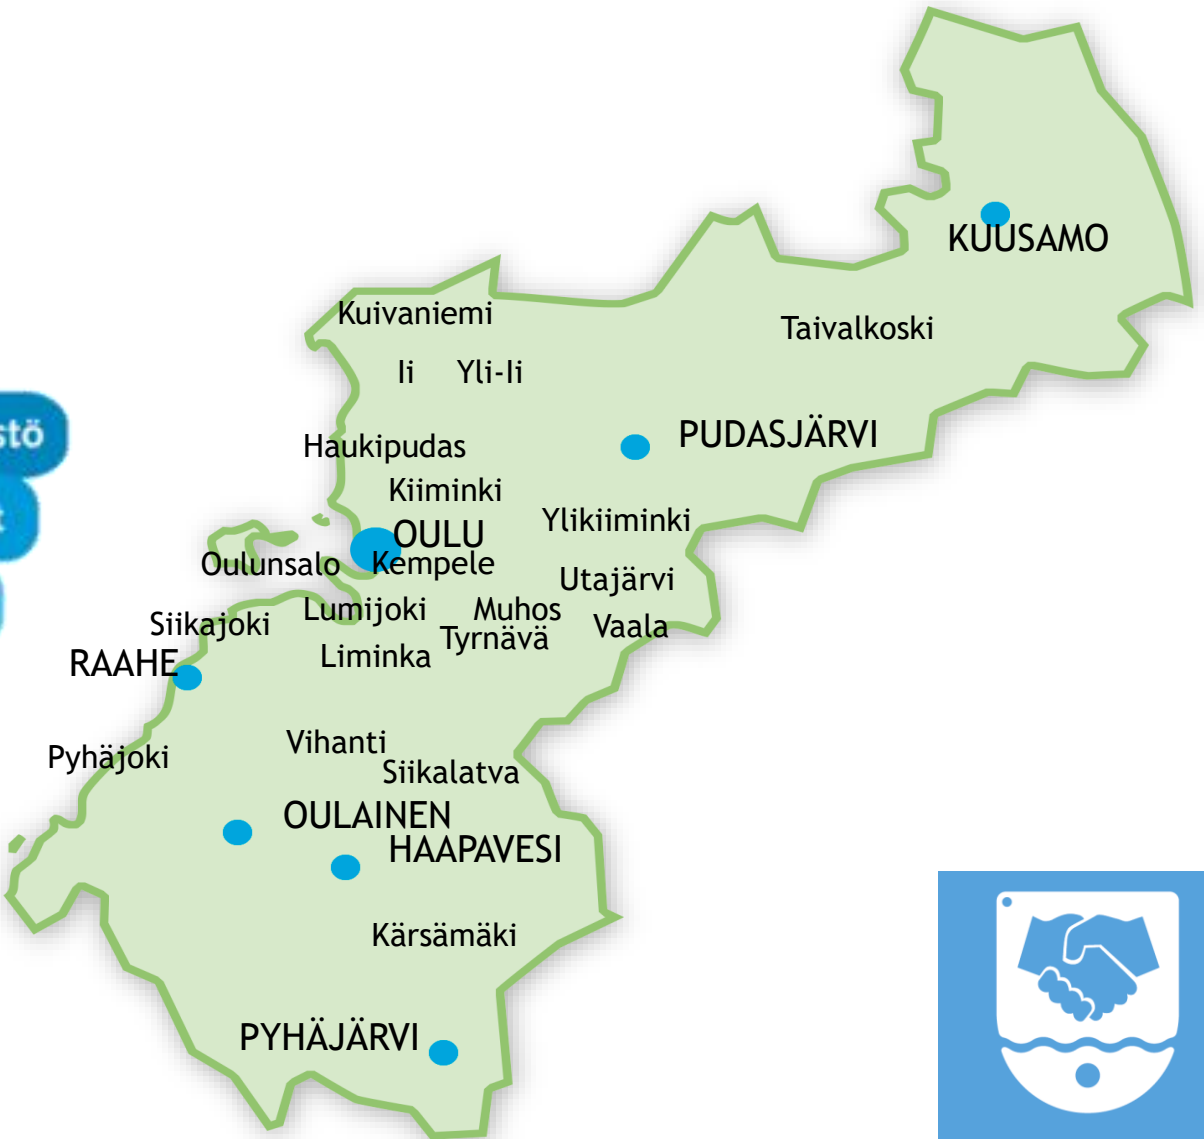 KUUSAMO
Kuivaniemi
Taivalkoski
Ii Yli-Ii
PUDASJÄRVI
Haukipudas
Kiiminki
Ylikiiminki
OULU
Oulunsalo Kempele
Utajärvi
Lumijoki Muhos
Siikajoki Vaala
Tyrnävä
Liminka
RAAHE
Vihanti
Pyhäjoki
Siikalatva
OULAINEN
HAAPAVESI
Kärsämäki
PYHÄJÄRVI